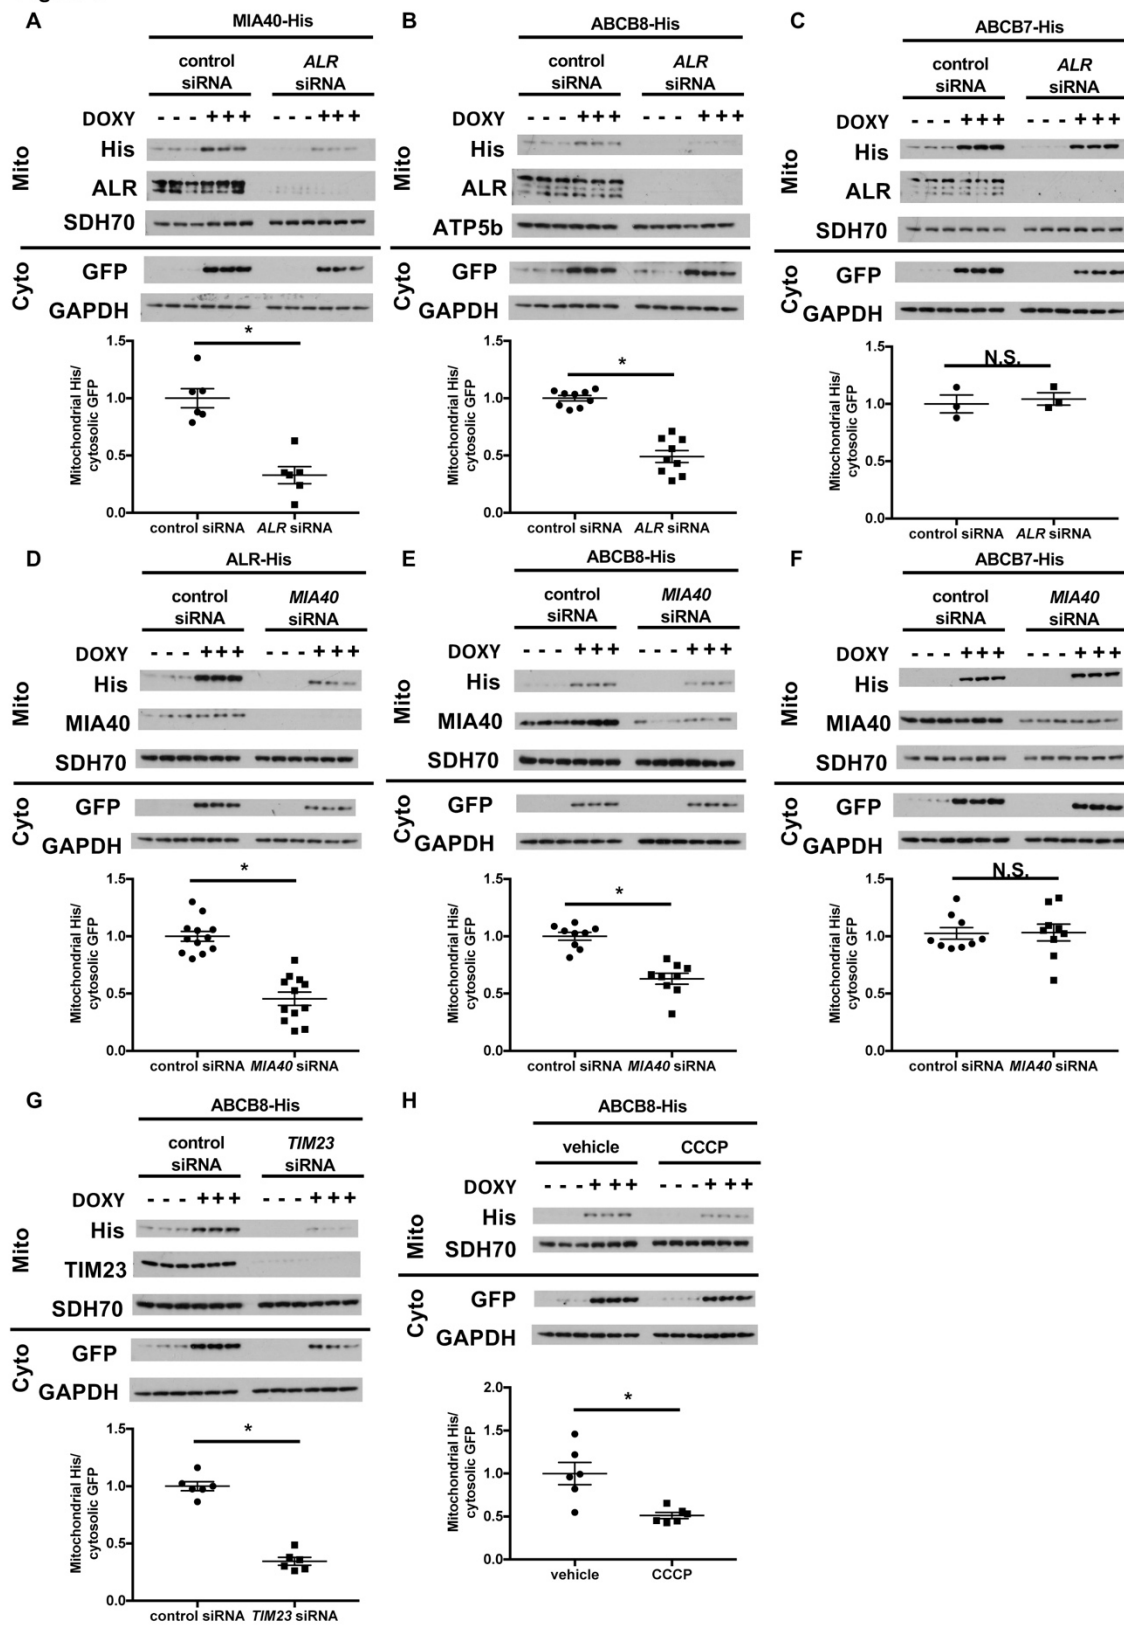 A
MIA40-His
control siRNA
ALR siRNA
DOXY - - - + + + - - - + + +
Mito
His
ALR
SDH70
Cyto
GFP
GAPDH
Mitochondrial His/ cytosolic GFP
1.5
1.0
0.5
0.0
*
control siRNA ALR siRNA
B
ABCB8-His
control siRNA
ALR siRNA
DOXY - - - + + + - - - + + +
Mito
His
ALR
ATP5b
Cyto
GFP
GAPDH
Mitochondrial His/ cytosolic GFP
1.5
1.0
0.5
0.0
*
control siRNA ALR siRNA
C
ABCB7-His
control siRNA
ALR siRNA
DOXY - - - + + + - - - + + +
Mito
His
ALR
SDH70
Cyto
GFP
GAPDH
Mitochondrial His/ cytosolic GFP
1.5
1.0
0.5
0.0
N.S.
control siRNA ALR siRNA
D
ALR-His
control siRNA
MIA40 siRNA
DOXY - - - + + + - - - + + +
Mito
His
MIA40
SDH70
Cyto
GFP
GAPDH
Mitochondrial His/ cytosolic GFP
1.5
1.0
0.5
0.0
*
control siRNA MIA40 siRNA
E
ABCB8-His
control siRNA
MIA40 siRNA
DOXY - - - + + + - - - + + +
Mito
His
MIA40
SDH70
Cyto
GFP
GAPDH
Mitochondrial His/ cytosolic GFP
1.5
1.0
0.5
0.0
*
control siRNA MIA40 siRNA
F
ABCB7-His
control siRNA
MIA40 siRNA
DOXY - - - + + + - - - + + +
Mito
His
MIA40
SDH70
Cyto
GFP
GAPDH
Mitochondrial His/ cytosolic GFP
1.5
1.0
0.5
0.0
N.S.
control siRNA MIA40 siRNA
G
ABCB8-His
control siRNA
TIM23 siRNA
DOXY - - - + + + - - - + + +
Mito
His
TIM23
SDH70
Cyto
GFP
GAPDH
Mitochondrial His/ cytosolic GFP
1.5
1.0
0.5
0.0
*
control siRNA TIM23 siRNA
H
ABCB8-His
vehicle
CCCP
DOXY - - - + + + - - - + + +
Mito
His
SDH70
Cyto
GFP
GAPDH
Mitochondrial His/ cytosolic GFP
2.0
1.5
1.0
0.5
0.0
*
vehicle CCCP